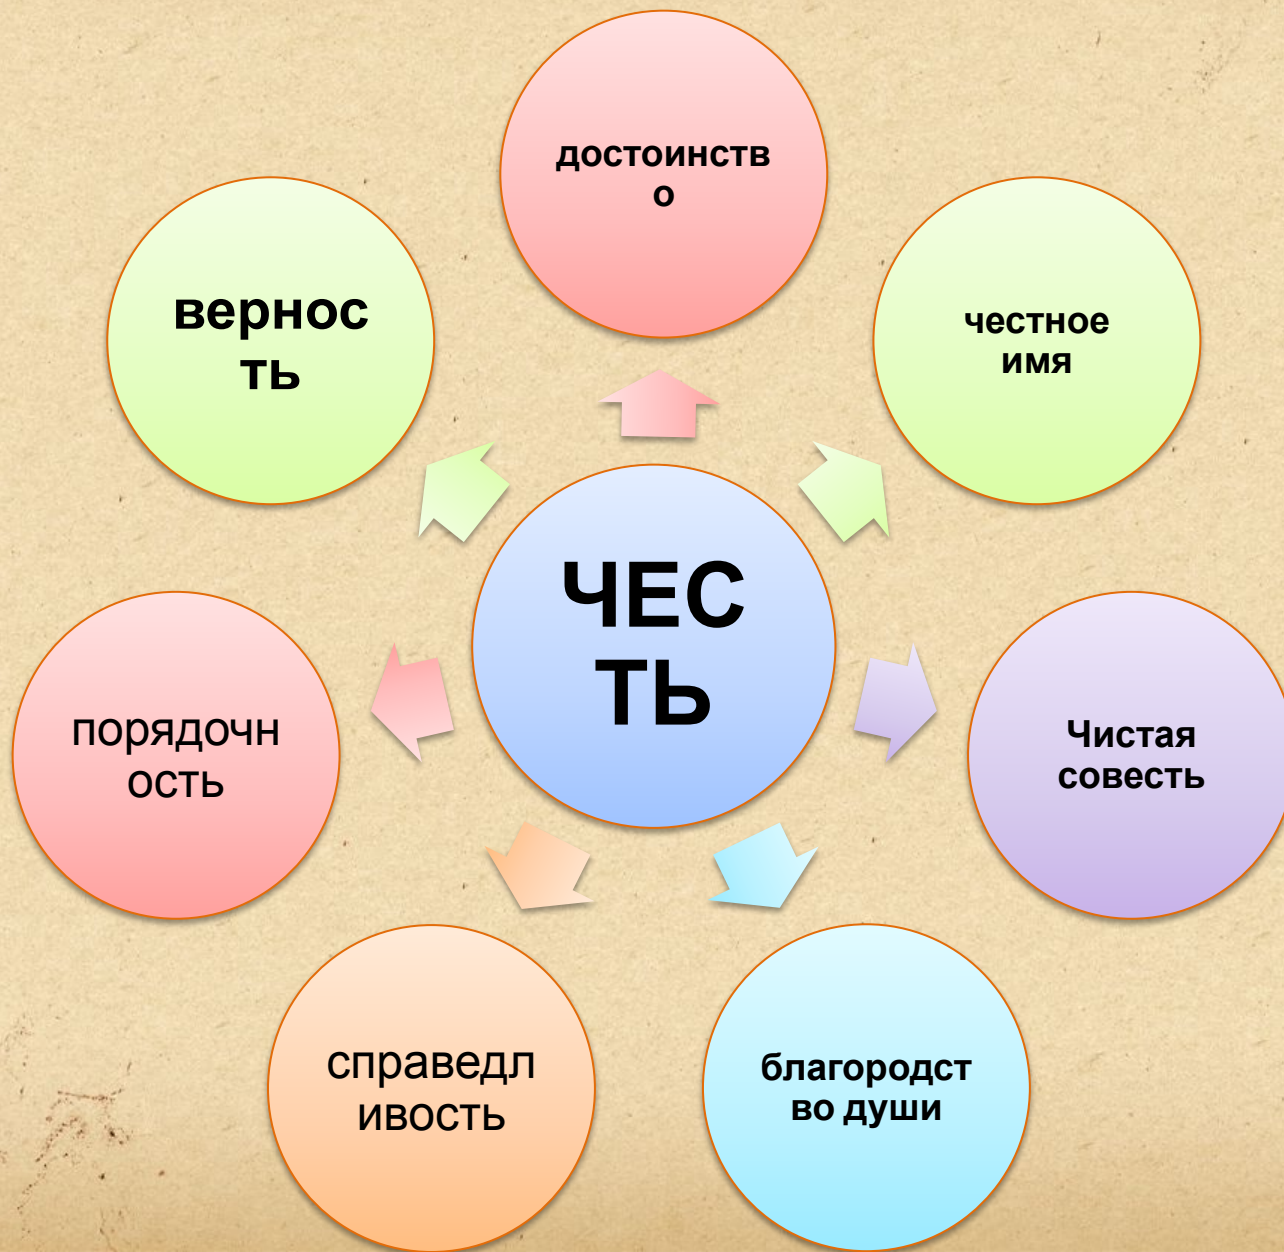 достоинств
о
вернос
ть
честное
имя
ЧЕС
ТЬ
порядочн
ость
Чистая
совесть
справедл
ивость
благородст
во души